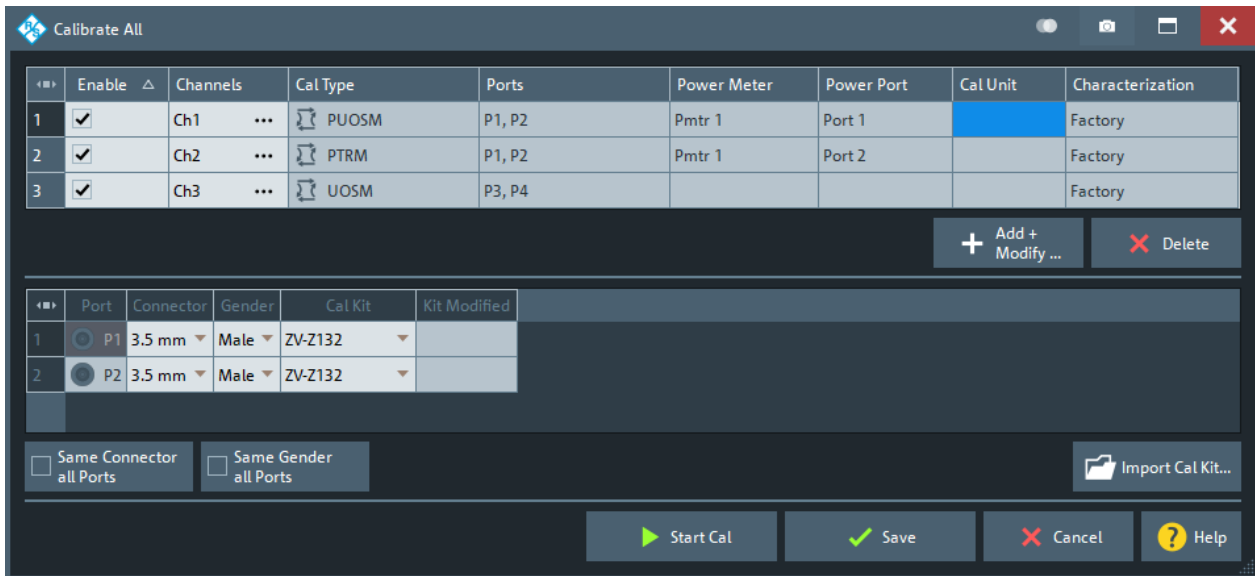 Calibrate All
Enable Channels Cal Type Ports Power Meter Power Port Cal Unit Characterization
1 Ch1 ••• PUOSM P1, P2 Pmtr 1 Port 1 Factory
2 Ch2 ••• PTRM P1, P2 Pmtr 1 Port 2 Factory
3 Ch3 ••• UOSM P3, P4 Factory
Add +
Modify ...
Delete
Port Connector Gender Cal Kit Kit Modified
1 P1 3.5 mm Male ZV-Z132
2 P2 3.5 mm Male ZV-Z132
Same Connector
all Ports
Same Gender
all Ports
Import Cal Kit...
Start Cal Save Cancel ? Help